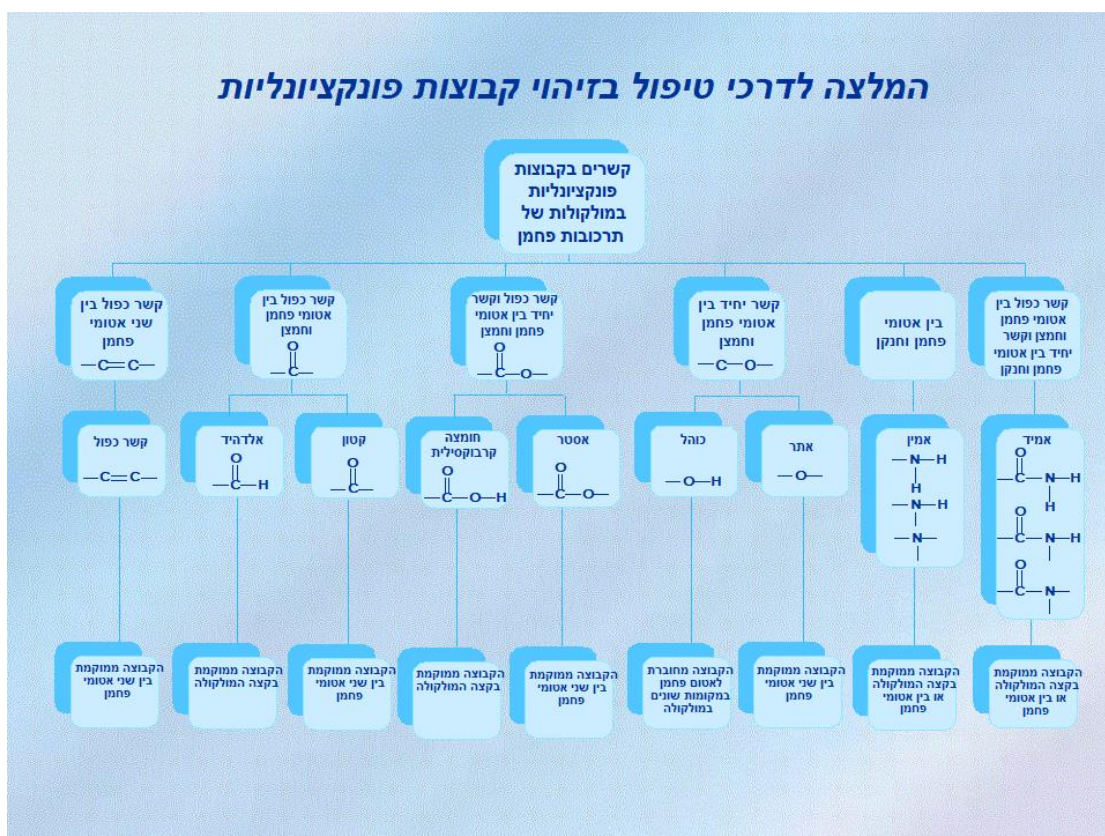 המלצה לדרכי טיפול בזיהוי קבוצות פונקציונליות
קשרים בקבוצות
פונקציונליות
במולקולות של
תרכובות פחמן
קשר כפול בין
אטומי פחמן
וחמצן וקשר
יחיד בין אטומי
פחמן וחנקן
בין אטומי
פחמן וחנקן
קשר יחיד בין
אטומי פחמן
וחמצן
—C—O—
קשר כפול וקשר
יחיד בין אטומי
פחמן וחמצן
O
—C—O—
קשר כפול בין
אטומי פחמן
וחמצן
O
—C—
קשר כפול בין
שני אטומי
פחמן
—C=C—
אמיד
O
—C—N—H
H
O
—C—N—H
O
—C—N—
אמין
—N—H
H
—N—H
—N—
אתר
—O—
כוהל
—O—H
אסטר
O
—C—O—
חומצה
קרבוקסילית
O
—C—O—H
קטון
O
—C—
אלדהיד
O
—C—H
קשר כפול
—C=C—
הקבוצה ממוקמת
בקצה המולקולה
או בין אטומי
פחמן
הקבוצה ממוקמת
בקצה המולקולה
או בין אטומי
פחמן
הקבוצה ממוקמת
בין שני אטומי
פחמן
הקבוצה מחוברת
לאטום פחמן
במקומות שונים
במולקולה
הקבוצה ממוקמת
בין שני אטומי
פחמן
הקבוצה ממוקמת
בקצה המולקולה
הקבוצה ממוקמת
בין שני אטומי
פחמן
הקבוצה ממוקמת
בקצה המולקולה
הקבוצה ממוקמת
בין שני אטומי
פחמן